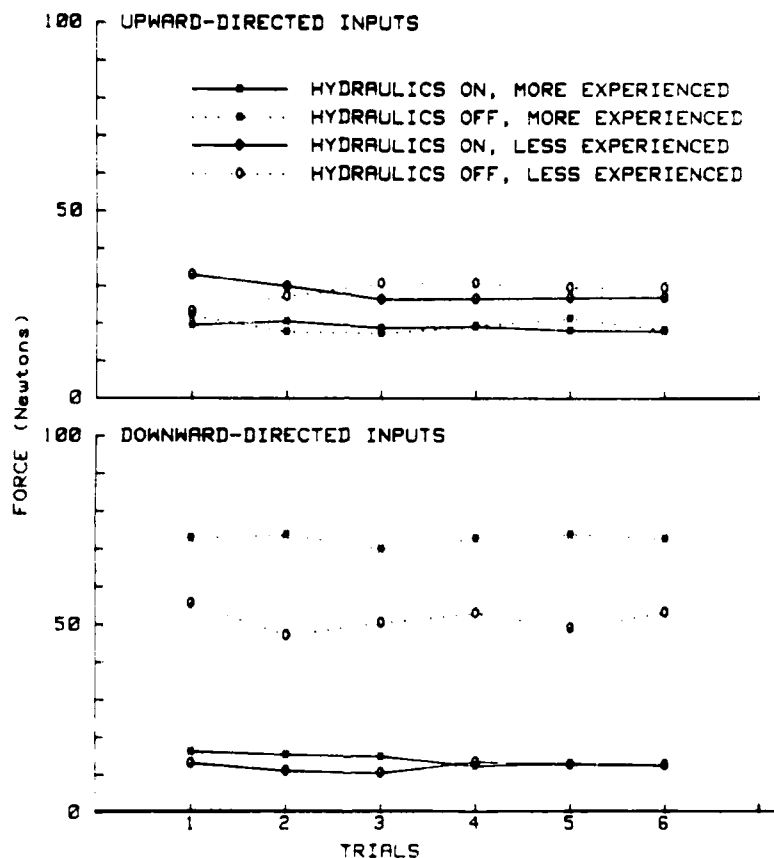 100
UPWARD-DIRECTED INPUTS
HYDRAULICS ON, MORE EXPERIENCED
HYDRAULICS OFF, MORE EXPERIENCED
HYDRAULICS ON, LESS EXPERIENCED
HYDRAULICS OFF, LESS EXPERIENCED
50
0
FORCE (Newtons)
100
DOWNWARD-DIRECTED INPUTS
50
0
1 2 3 4 5 6
TRIALS